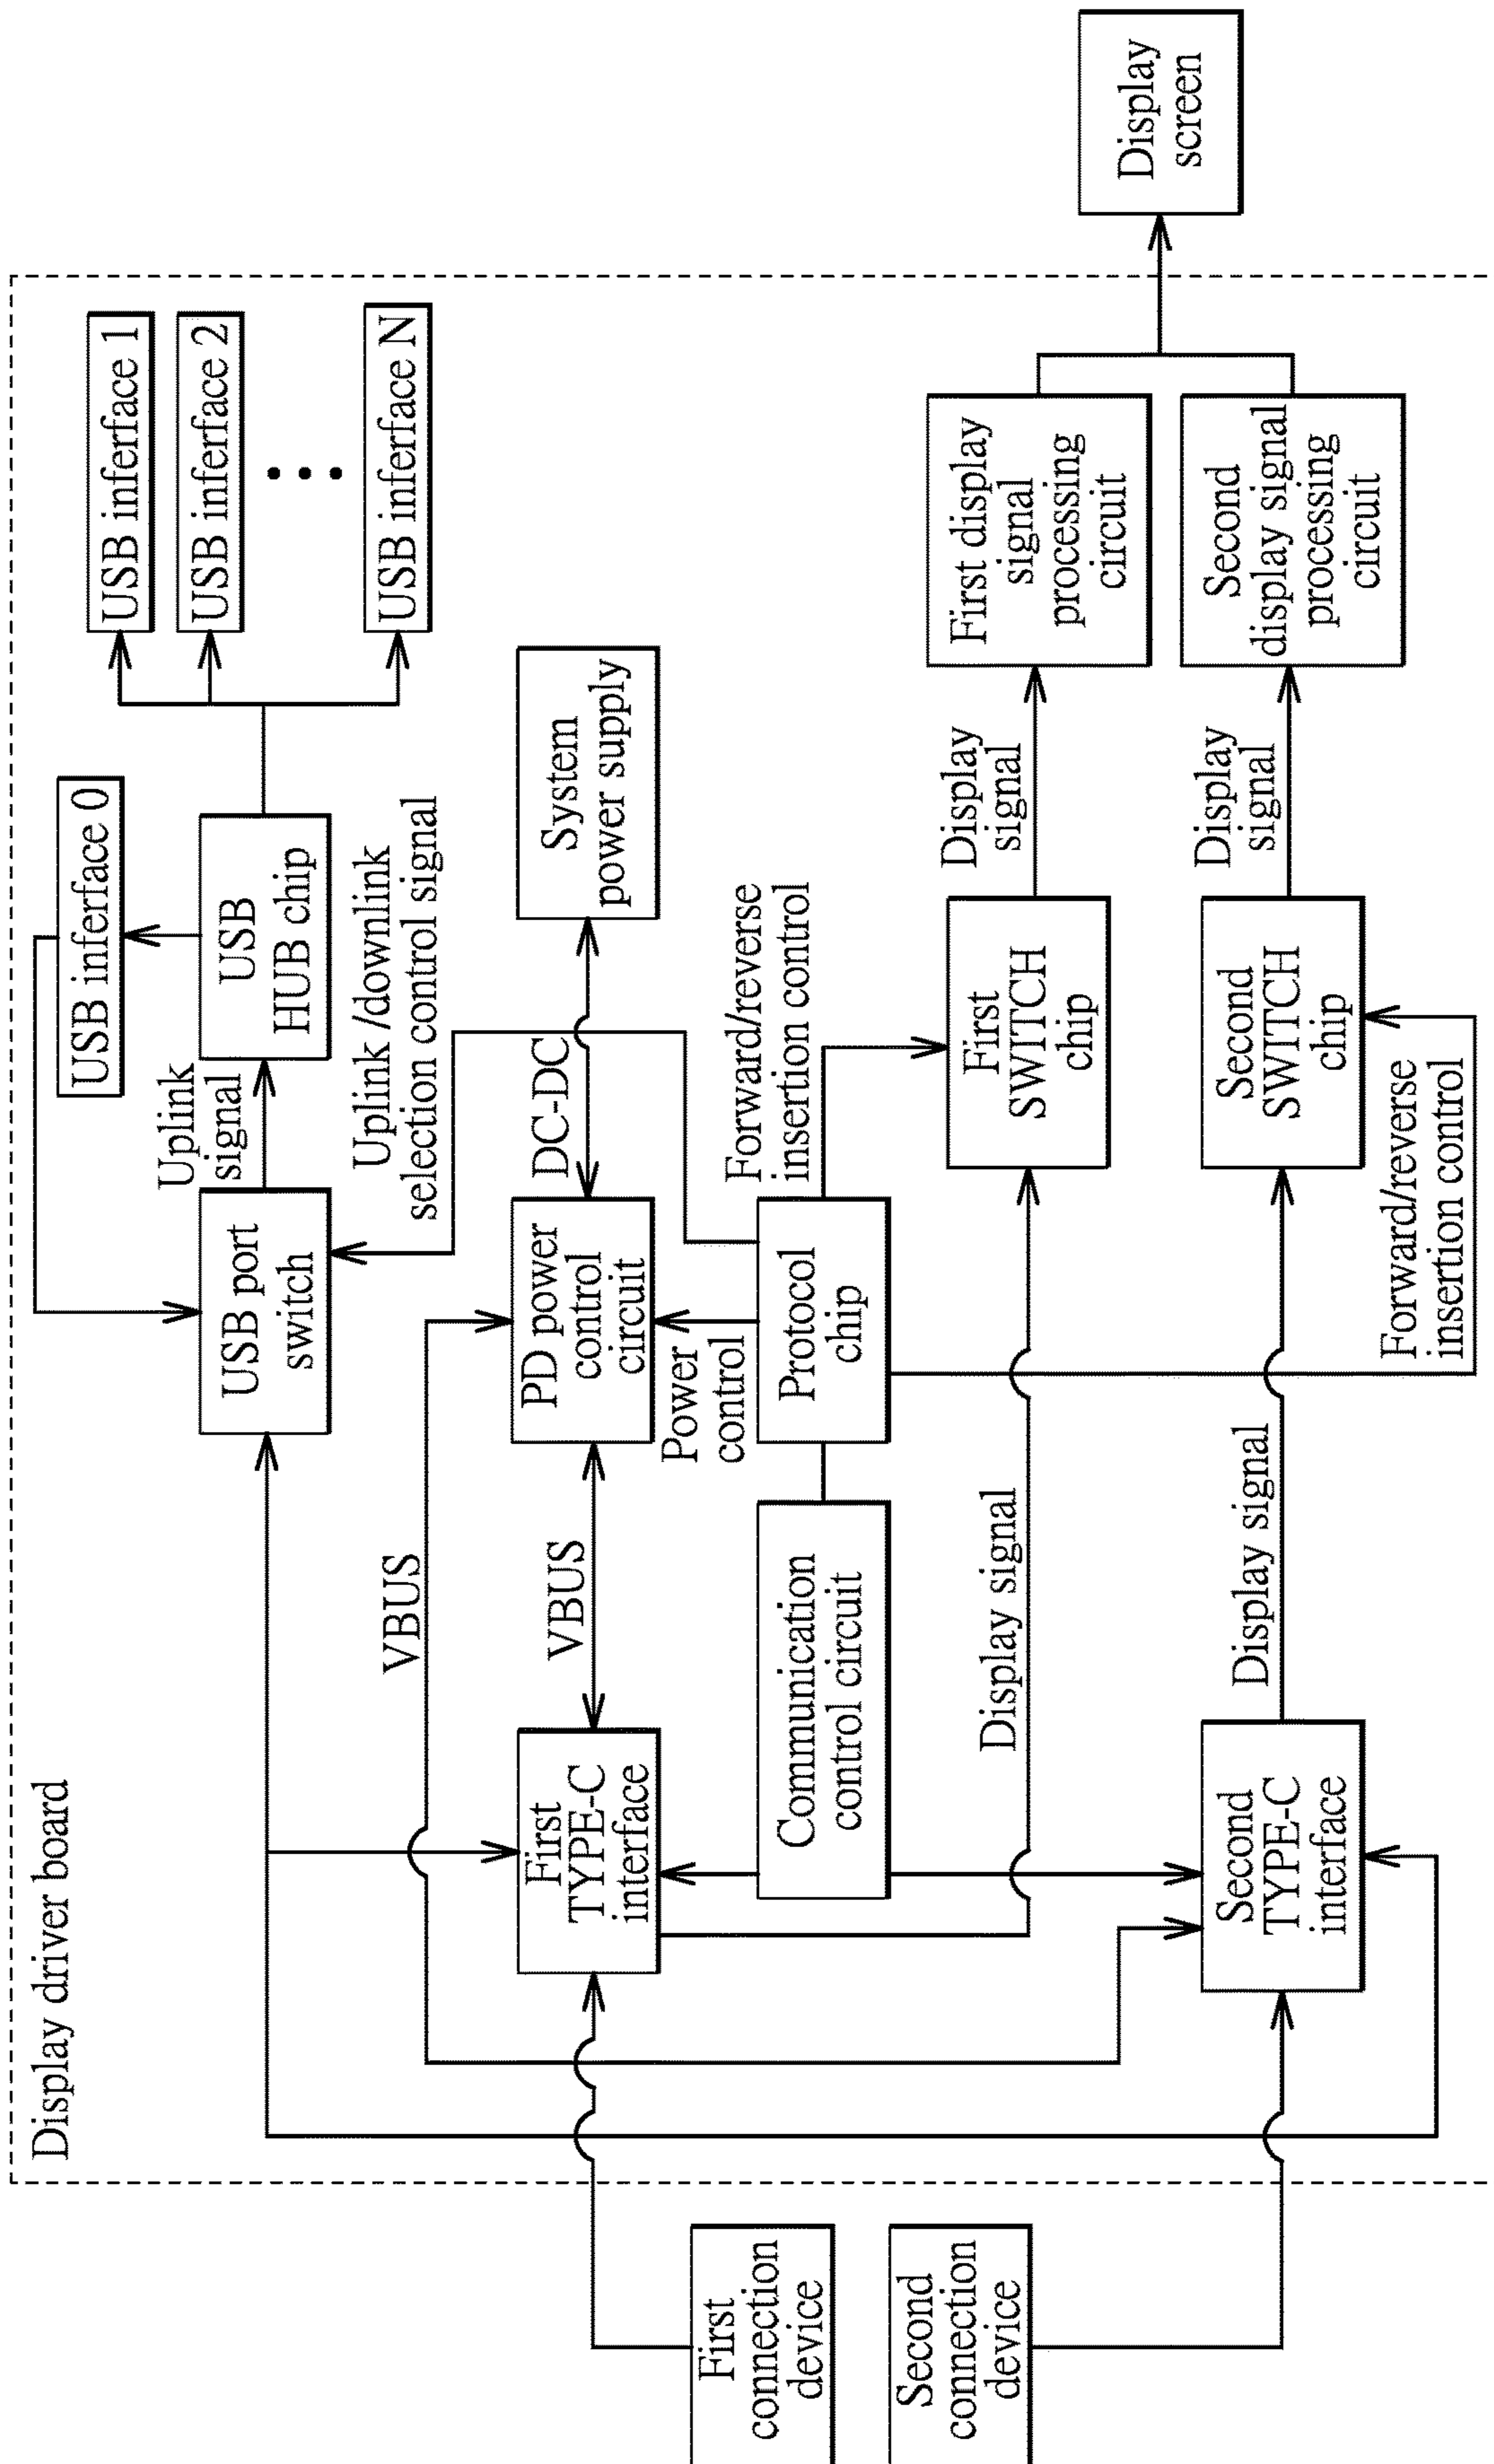 Display driver board
First
connection
device
Second
connection
device
First
TYPE-C
interface
Second
TYPE-C
interface
VBUS
VBUS
Communication
control circuit
Display signal
Display signal
USB port
switch
PD power
control
circuit
Power
control
Protocol
chip
Forward/reverse
insertion control
Uplink
signal
USB inferface 0
USB
HUB chip
Uplink /downlink
selection control signal
DC-DC
System
power supply
Forward/reverse
insertion control
First
SWITCH
chip
Second
SWITCH
chip
Display
signal
Display
signal
USB inferface 1
USB inferface 2
USB inferface N
First display
signal
processing
circuit
Second
display signal
processing
circuit
Display
screen